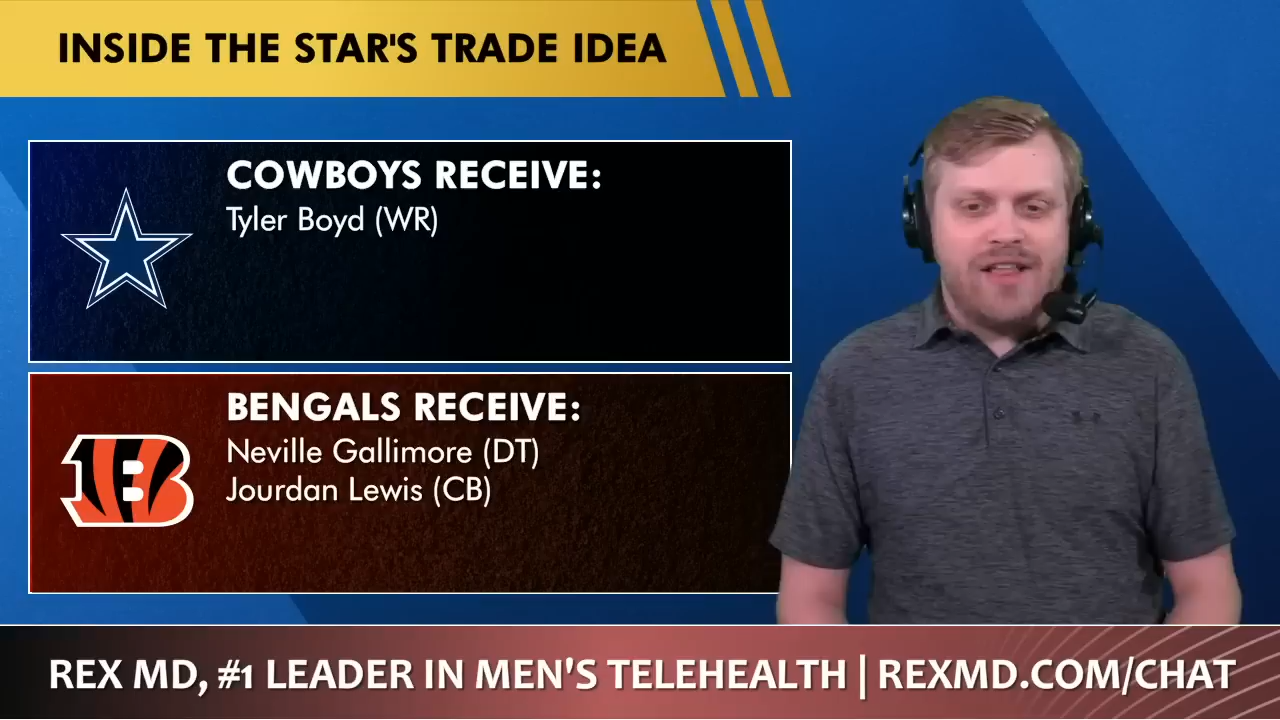 INSIDE THE STAR'S TRADE IDEA
COWBOYS RECEIVE:
Tyler Boyd (WR)
BENGALS RECEIVE:
Neville Gallimore (DT)
Jourdan Lewis (CB)
REX MD, #1 LEADER IN MEN'S TELEHEALTH | REXMD.COM/CHAT